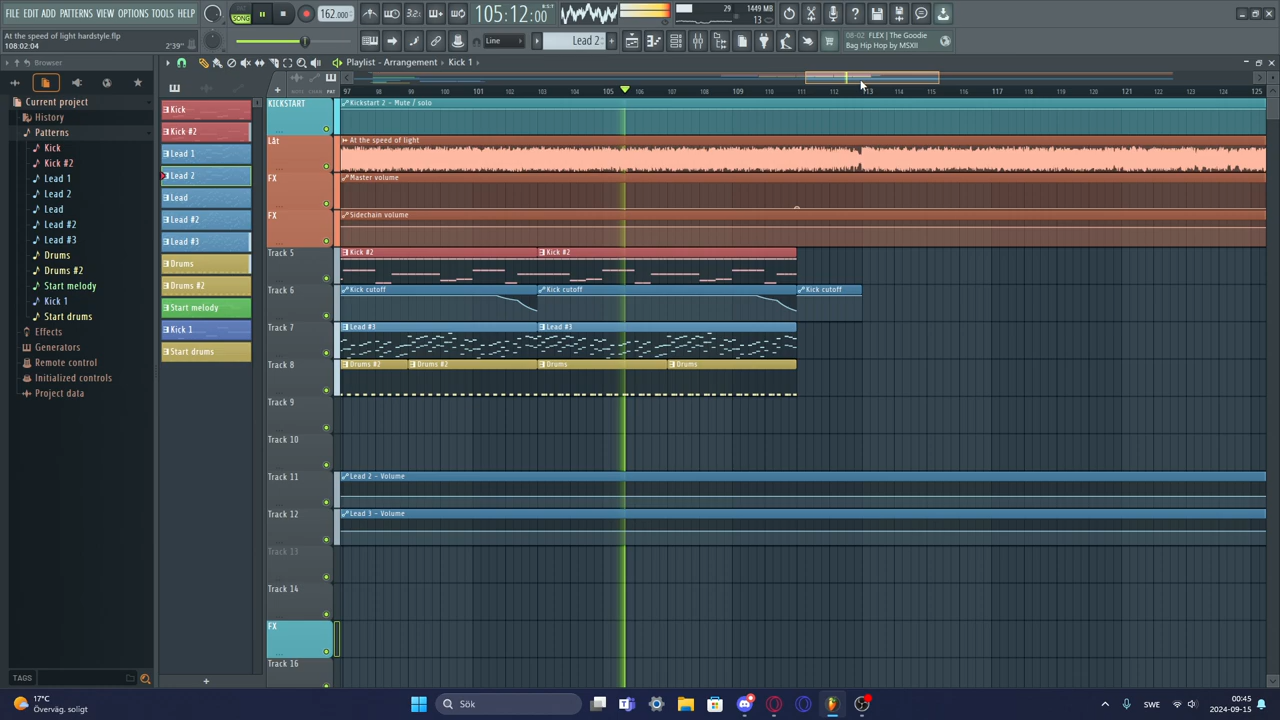 FILE EDIT ADD PATTERNS VIEW OPTIONS TOOLS HELP
SONG
162.000
105:12:00
B:S:T
29
1449 MB
13
At the speed of light hardstyle.flp
108:02:04
2'39"
Line
Lead 2
08-02 FLEX | The Goodie
Bag Hip Hop by MSXII
Browser
Playlist - Arrangement
Kick 1
Current project
History
Patterns
Kick
Kick #2
Lead 1
Lead 2
Lead
Lead #2
Lead #3
Drums
Drums #2
Start melody
Kick 1
Start drums
Effects
Generators
Remote control
Initialized controls
Project data
TAGS
Kick
Kick #2
Lead 1
Lead 2
Lead
Lead #2
Lead #3
Drums
Drums #2
Start melody
Kick 1
Start drums
97 98 99 100 101 102 103 104 105 106 107 108 109 110 111 112 113 114 115 116 117 118 119 120 121 122 123 124 125
KICKSTART
Kickstart 2 - Mute / solo
Låt
At the speed of light
FX
Master volume
FX
Sidechain volume
Track 5
Kick #2
Kick #2
Track 6
Kick cutoff
Kick cutoff
Kick cutoff
Track 7
Lead #3
Lead #3
Track 8
Drums #2
Drums #2
Drums
Drums
Track 9
Track 10
Track 11
Lead 2 - Volume
Track 12
Lead 3 - Volume
Track 13
Track 14
FX
Track 16
17°C
Överväg. soligt
Sök
SWE
00:45
2024-09-15